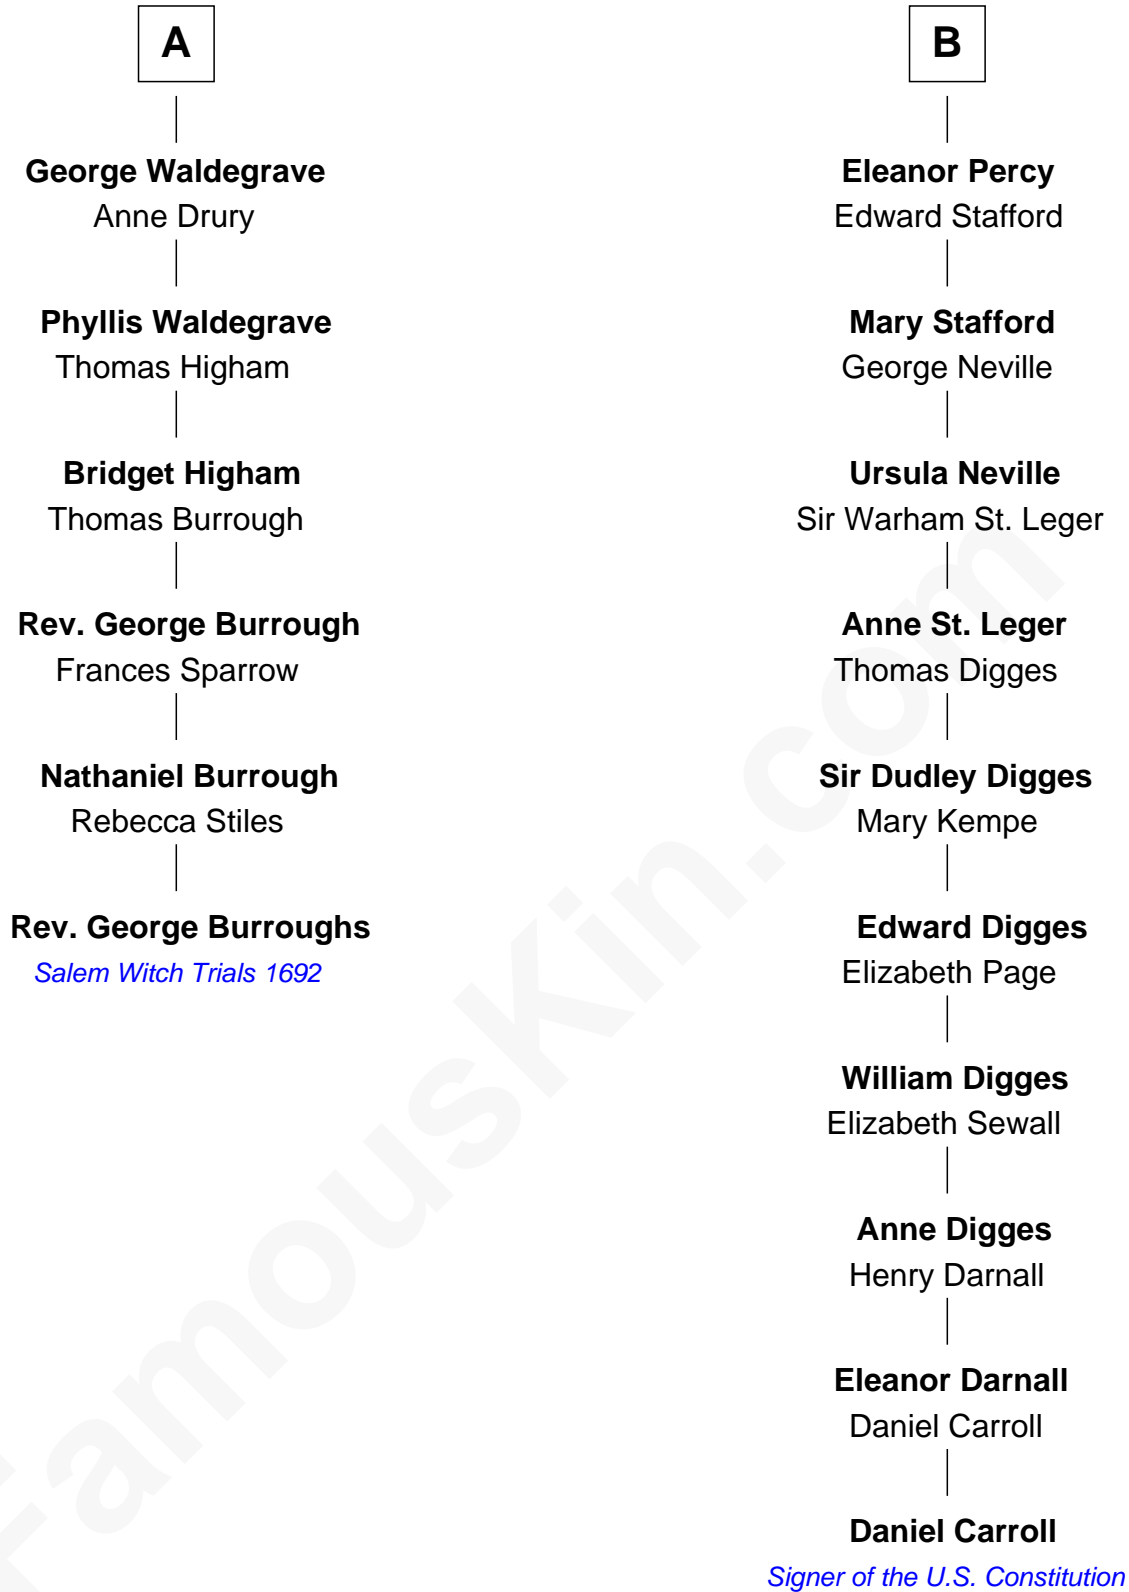 A
George Waldegrave
Anne Drury
Phyllis Waldegrave
Thomas Higham
Bridget Higham
Thomas Burrough
Rev. George Burrough
Frances Sparrow
Nathaniel Burrough
Rebecca Stiles
Rev. George Burroughs
Salem Witch Trials 1692
B
Eleanor Percy
Edward Stafford
Mary Stafford
George Neville
Ursula Neville
Sir Warham St. Leger
Anne St. Leger
Thomas Digges
Sir Dudley Digges
Mary Kempe
Edward Digges
Elizabeth Page
William Digges
Elizabeth Sewall
Anne Digges
Henry Darnall
Eleanor Darnall
Daniel Carroll
Daniel Carroll
Signer of the U.S. Constitution
FamousKin.com